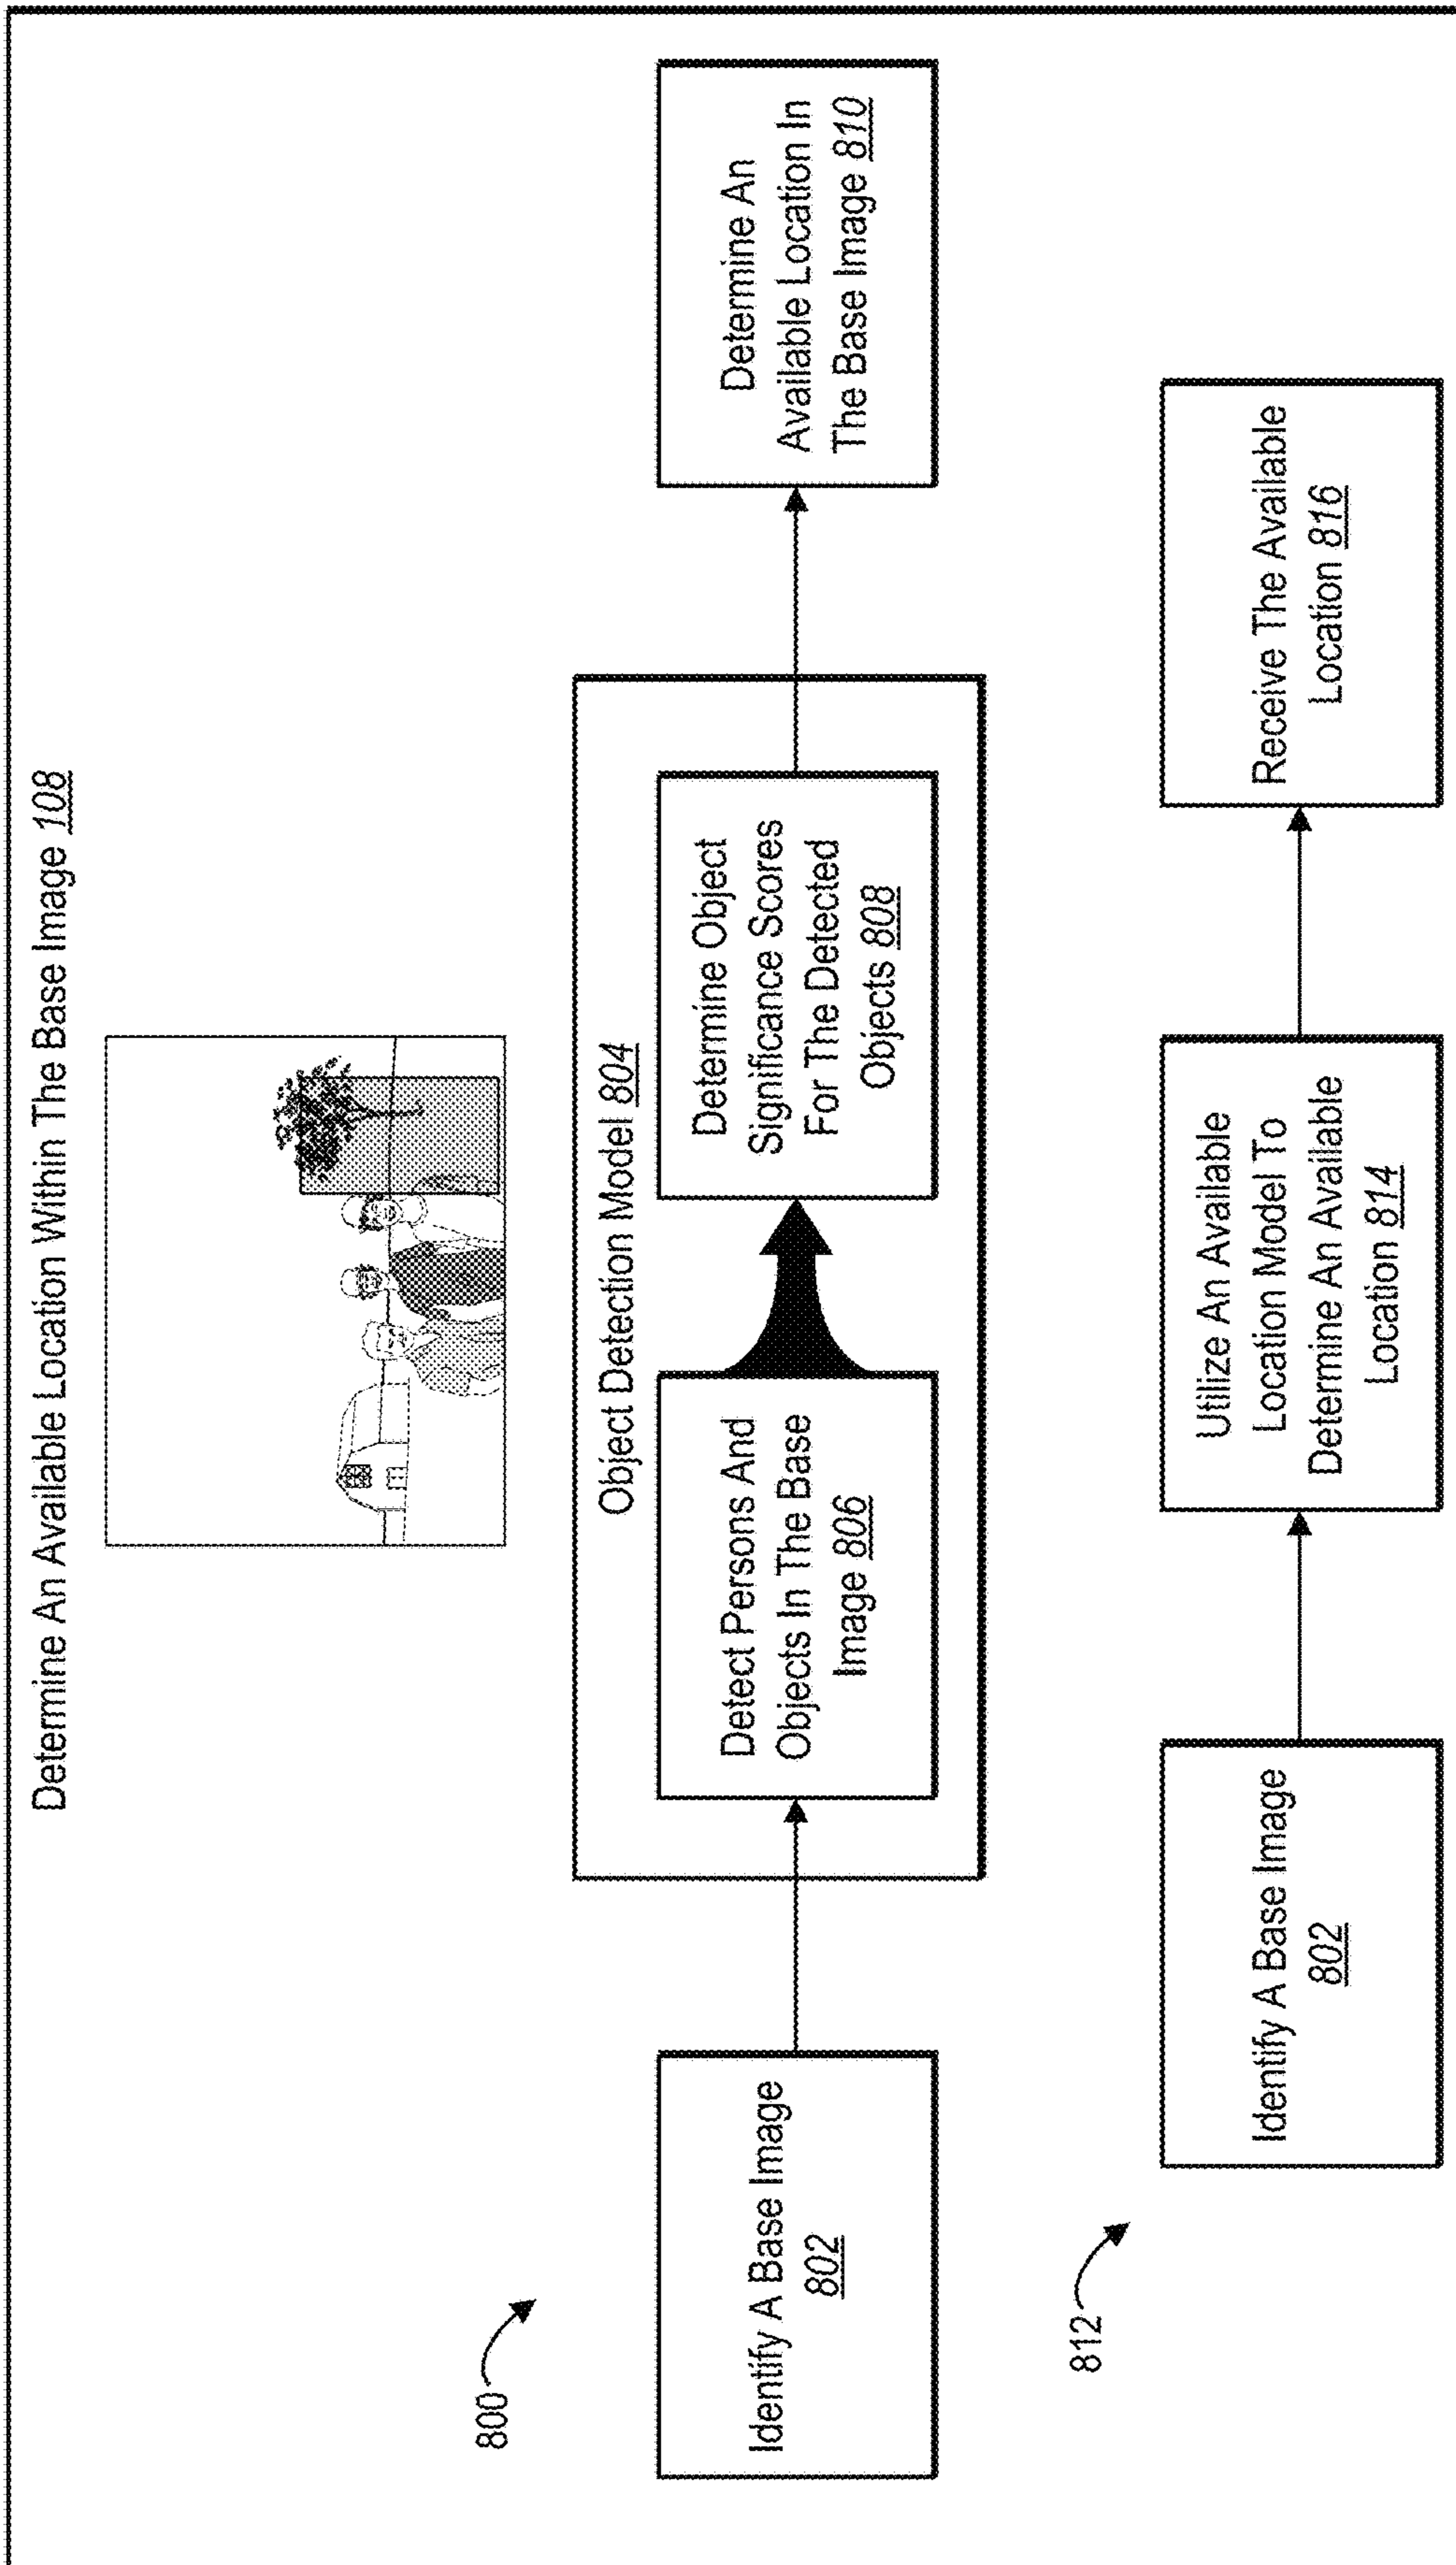 Determine An Available Location Within The Base Image 108
800
Identify A Base Image
802
Object Detection Model 804
Detect Persons And
Objects In The Base
Image 806
Determine Object
Significance Scores
For The Detected
Objects 808
Determine An
Available Location In
The Base Image 810
812
Identify A Base Image
802
Utilize An Available
Location Model To
Determine An Available
Location 814
Receive The Available
Location 816